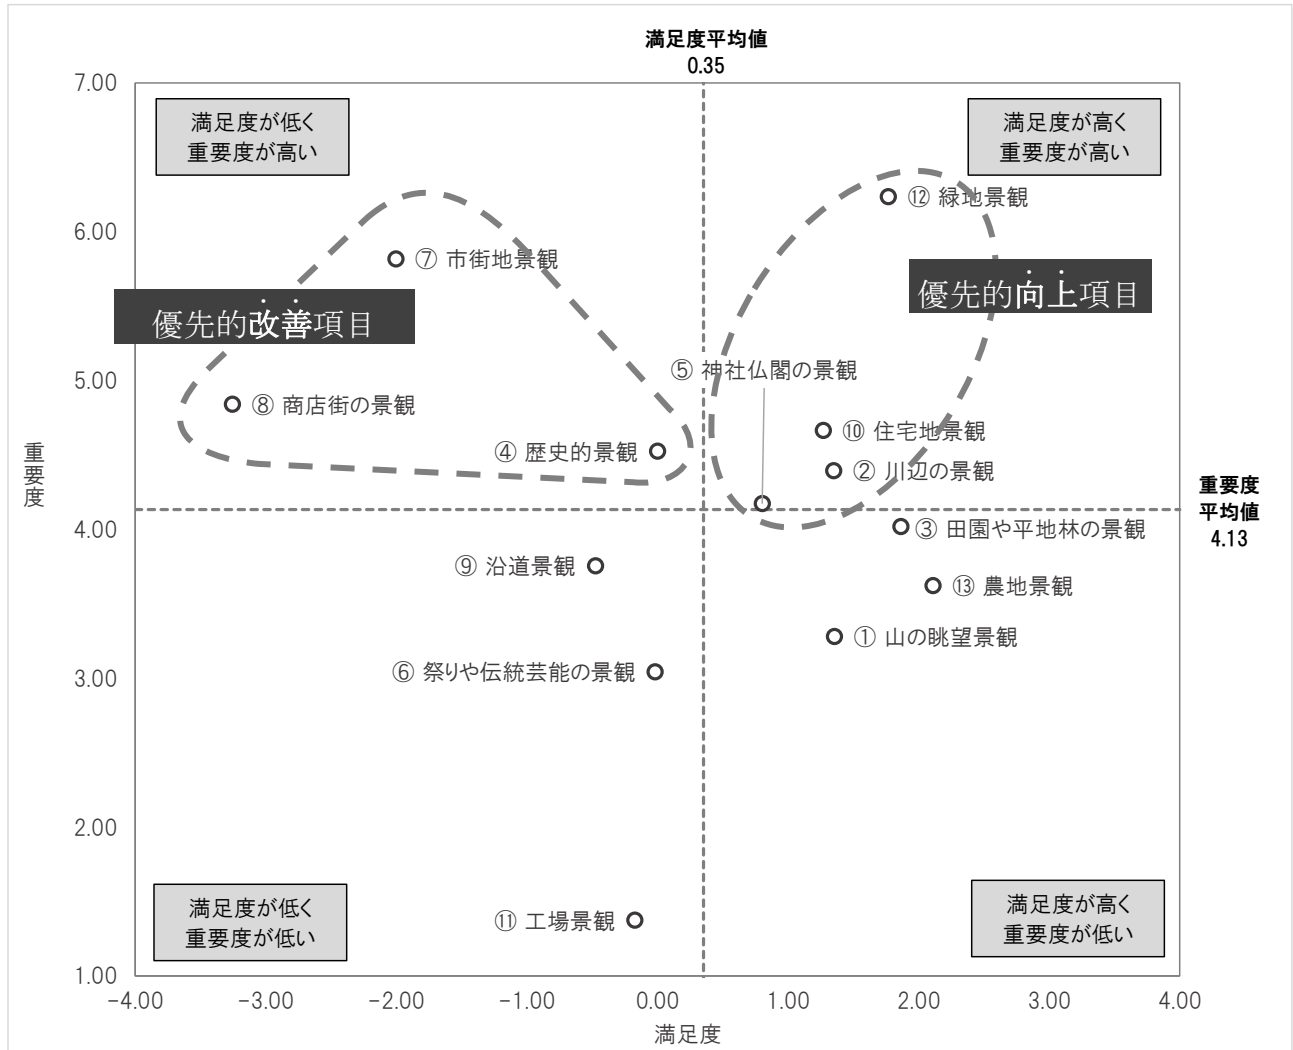 満足度平均値
0.35
7.00
満足度が低く
重要度が高い
満足度が高く
重要度が高い
⑫ 緑地景観
6.00
⑦ 市街地景観
優先的改善項目
優先的向上項目
5.00
⑤ 神社仏閣の景観
⑧ 商店街の景観
⑩ 住宅地景観
④ 歴史的景観
② 川辺の景観
重要度
重要度
平均値
4.13
4.00
③ 田園や平地林の景観
⑨ 沿道景観
⑬ 農地景観
① 山の眺望景観
⑥ 祭りや伝統芸能の景観
3.00
2.00
満足度が低く
重要度が低い
⑪ 工場景観
満足度が高く
重要度が低い
1.00
-4.00
-3.00
-2.00
-1.00
0.00
1.00
2.00
3.00
4.00
満足度